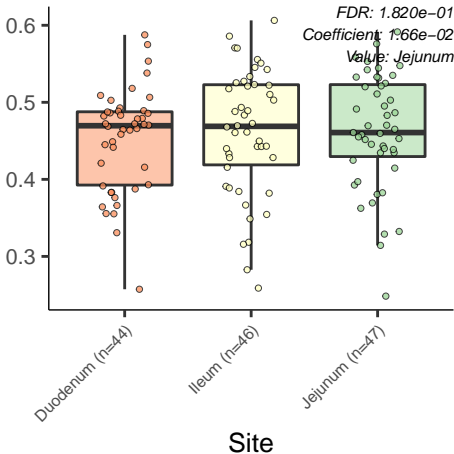 FDR: 1.820e−01
Coefficient: 1.66e−02
Value: Jejunum
0.6
0.5
0.4
0.3
Duodenum (n=44)
Ileum (n=46)
Jejunum (n=47)
Site